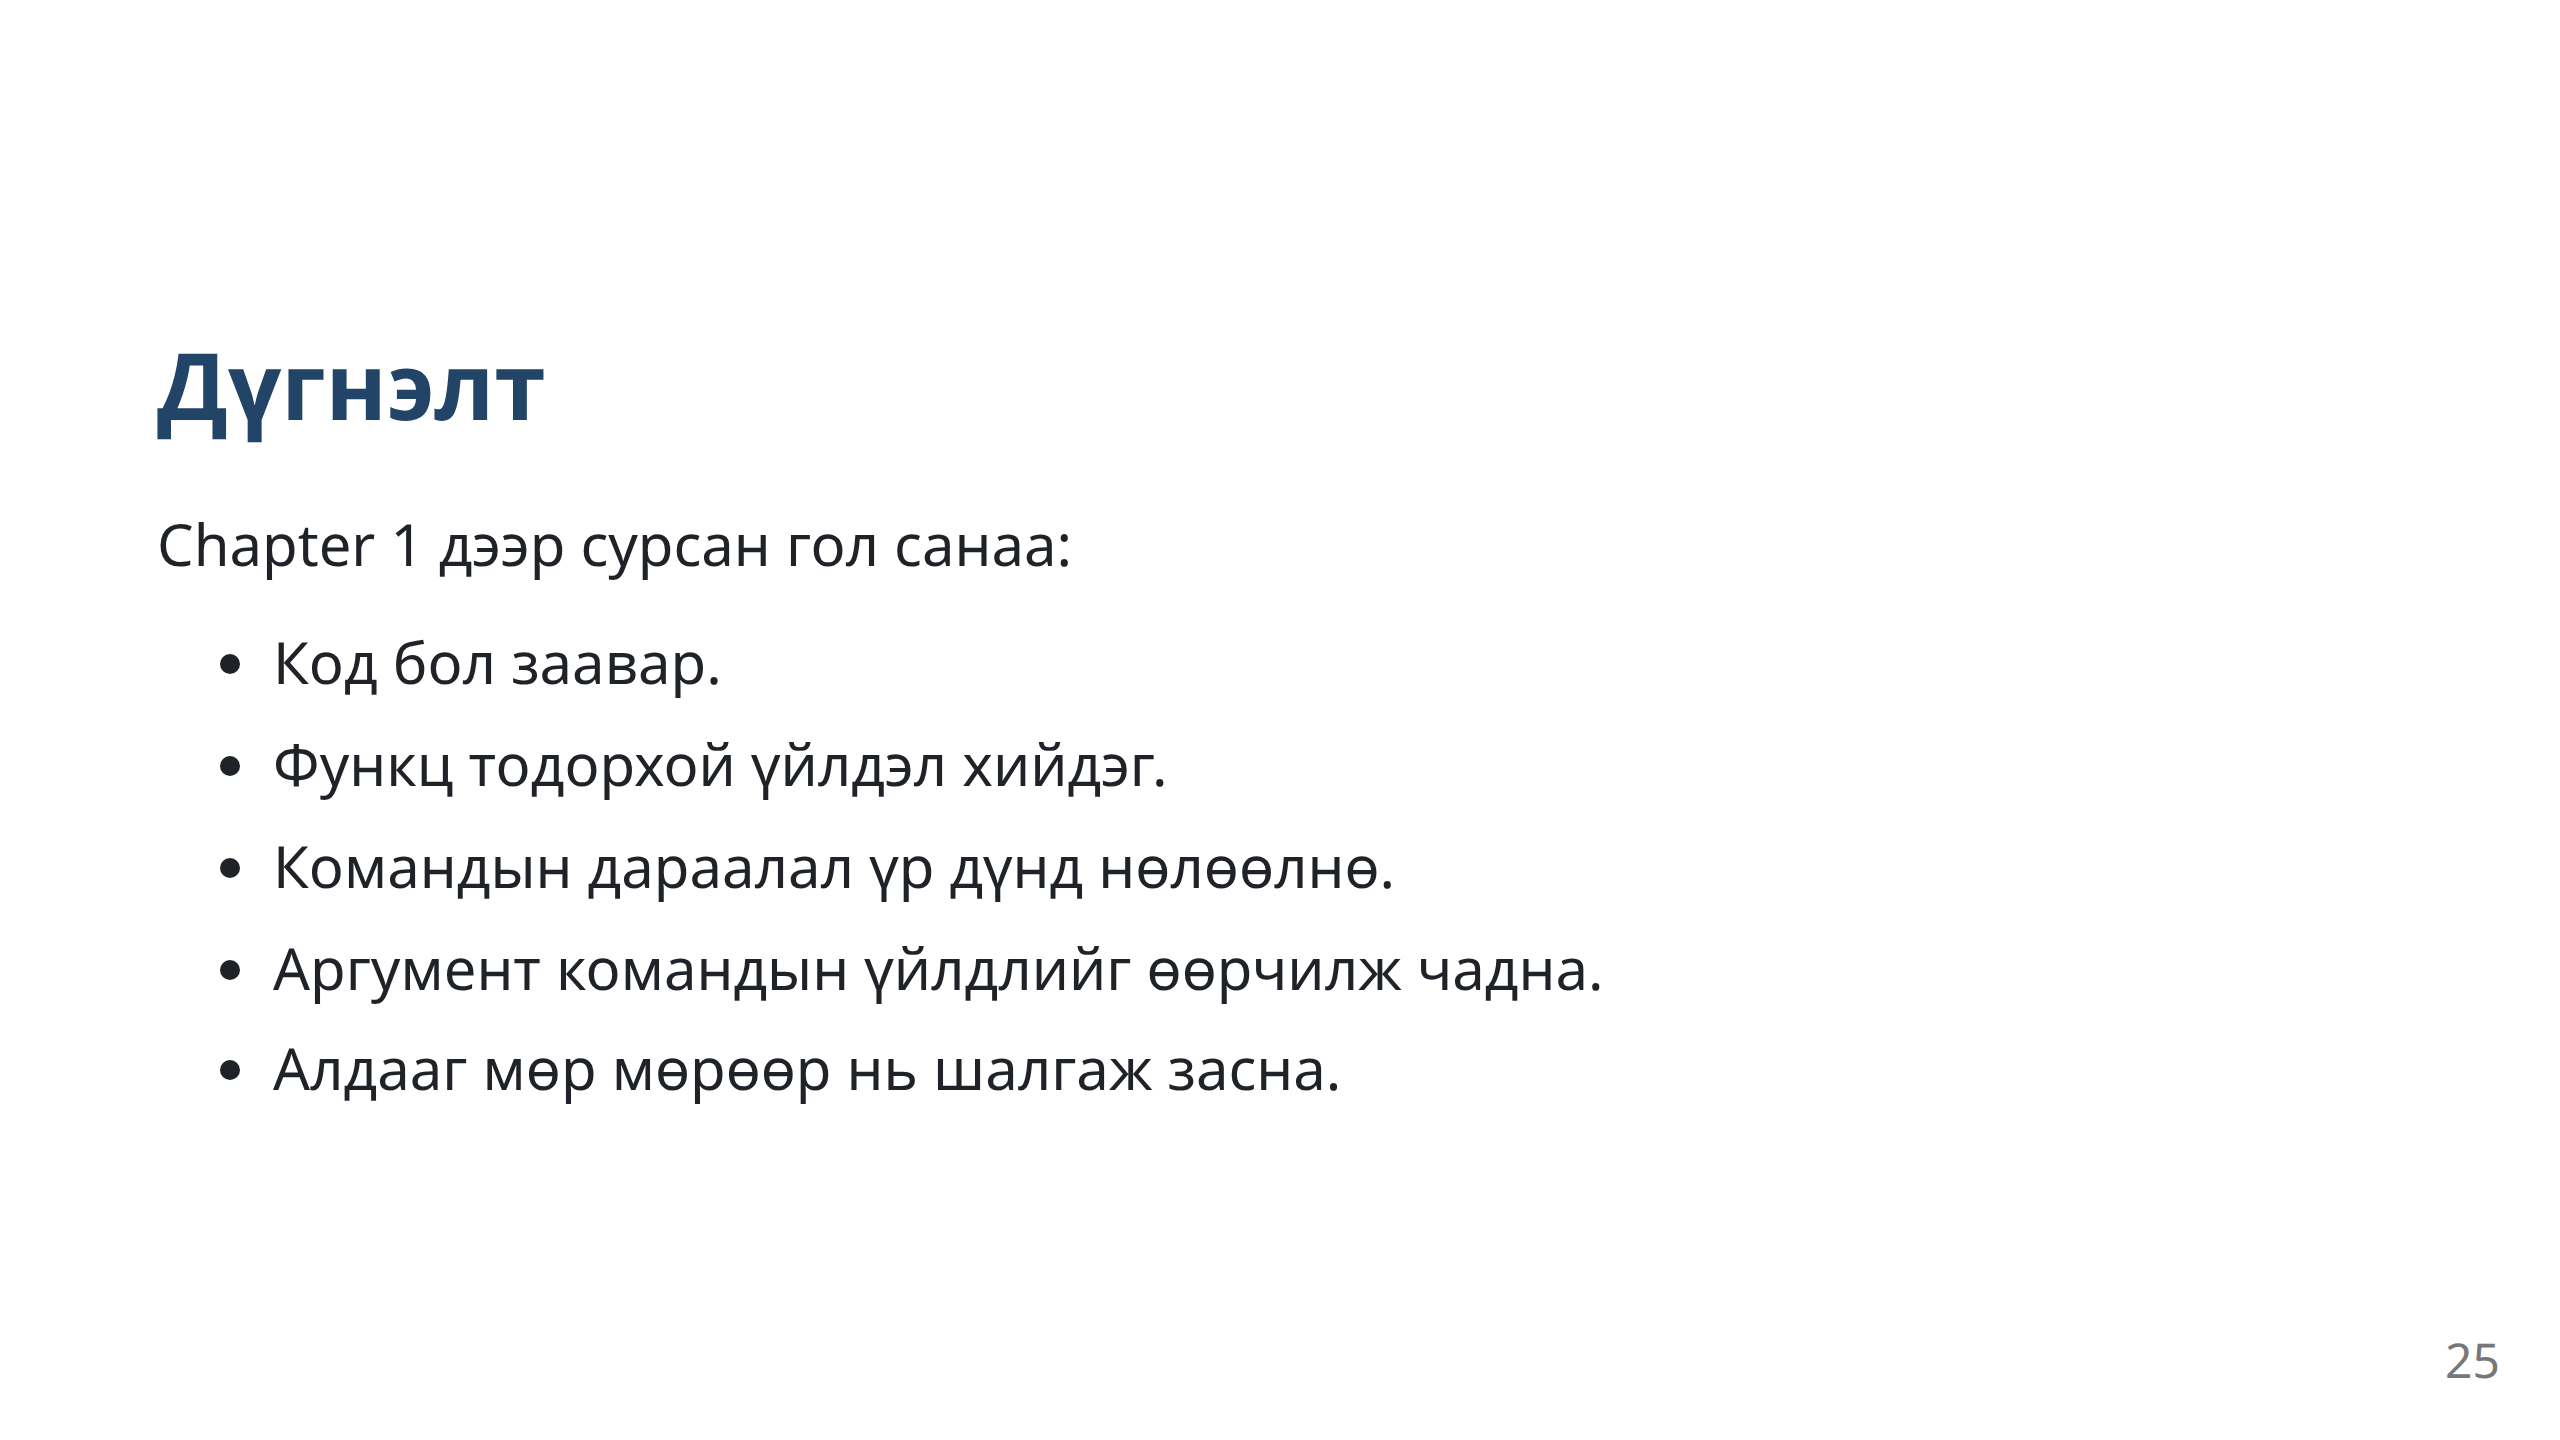 Дүгнэлт
Chapter 1 дээр сурсан гол санаа:
• Код бол заавар.
• Функц тодорхой үйлдэл хийдэг.
• Командын дараалал үр дүнд нөлөөлнө.
• Аргумент командын үйлдлийг өөрчилж чадна.
• Алдааг мөр мөрөөр нь шалгаж засна.
25